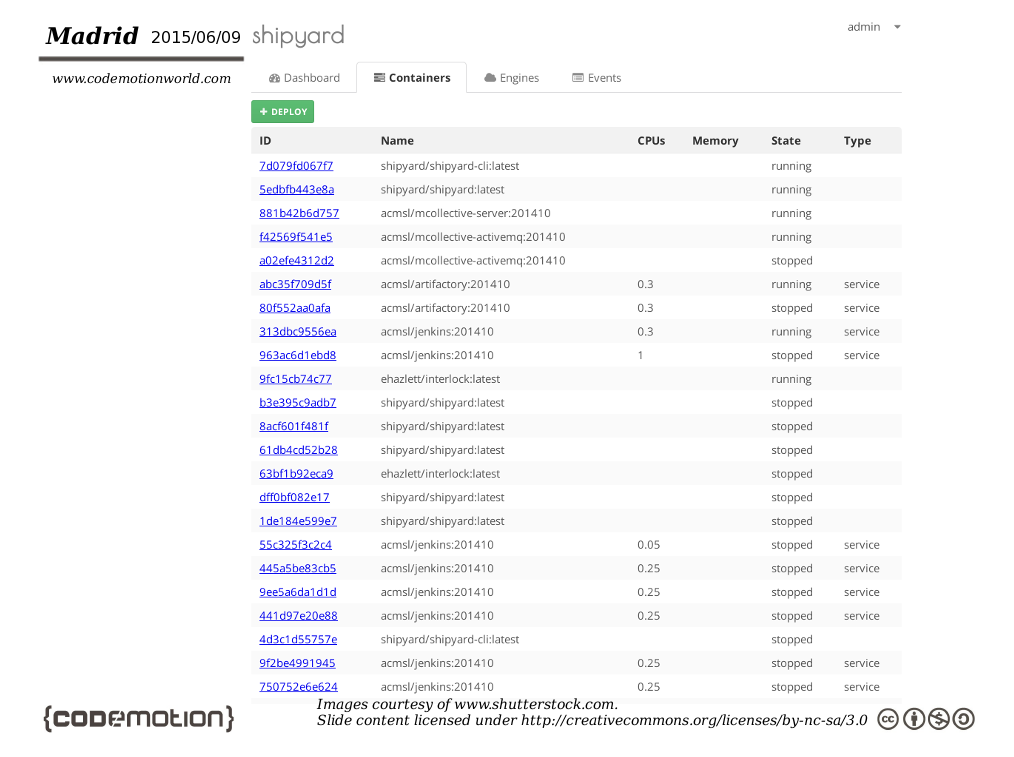 Madrid 2015/06/09 shipyard
admin
www.codemotionworld.com
Dashboard Containers Engines Events
+ DEPLOY
ID Name CPUs Memory State Type
7d079fd067f7 shipyard/shipyard-cli:latest running
5edbfb443e8a shipyard/shipyard:latest running
881b42b6d757 acmsl/mcollective-server:201410 running
f42569f541e5 acmsl/mcollective-activemq:201410 running
a02efe4312d2 acmsl/mcollective-activemq:201410 stopped
abc35f709d5f acmsl/artifactory:201410 0.3 running service
80f552aa0afa acmsl/artifactory:201410 0.3 stopped service
313dbc9556ea acmsl/jenkins:201410 0.3 running service
963ac6d1ebd8 acmsl/jenkins:201410 1 stopped service
9fc15cb74c77 ehazlett/interlock:latest running
b3e395c9adb7 shipyard/shipyard:latest stopped
8acf601f481f shipyard/shipyard:latest stopped
61db4cd52b28 shipyard/shipyard:latest stopped
63bf1b92eca9 ehazlett/interlock:latest stopped
dff0bf082e17 shipyard/shipyard:latest stopped
1de184e599e7 shipyard/shipyard:latest stopped
55c325f3c2c4 acmsl/jenkins:201410 0.05 stopped service
445a5be83cb5 acmsl/jenkins:201410 0.25 stopped service
9ee5a6da1d1d acmsl/jenkins:201410 0.25 stopped service
441d97e20e88 acmsl/jenkins:201410 0.25 stopped service
4d3c1d55757e shipyard/shipyard-cli:latest stopped
9f2be4991945 acmsl/jenkins:201410 0.25 stopped service
750752e6e624 acmsl/jenkins:201410 0.25 stopped service
{codemotion}
Images courtesy of www.shutterstock.com.
Slide content licensed under http://creativecommons.org/licenses/by-nc-sa/3.0
cc